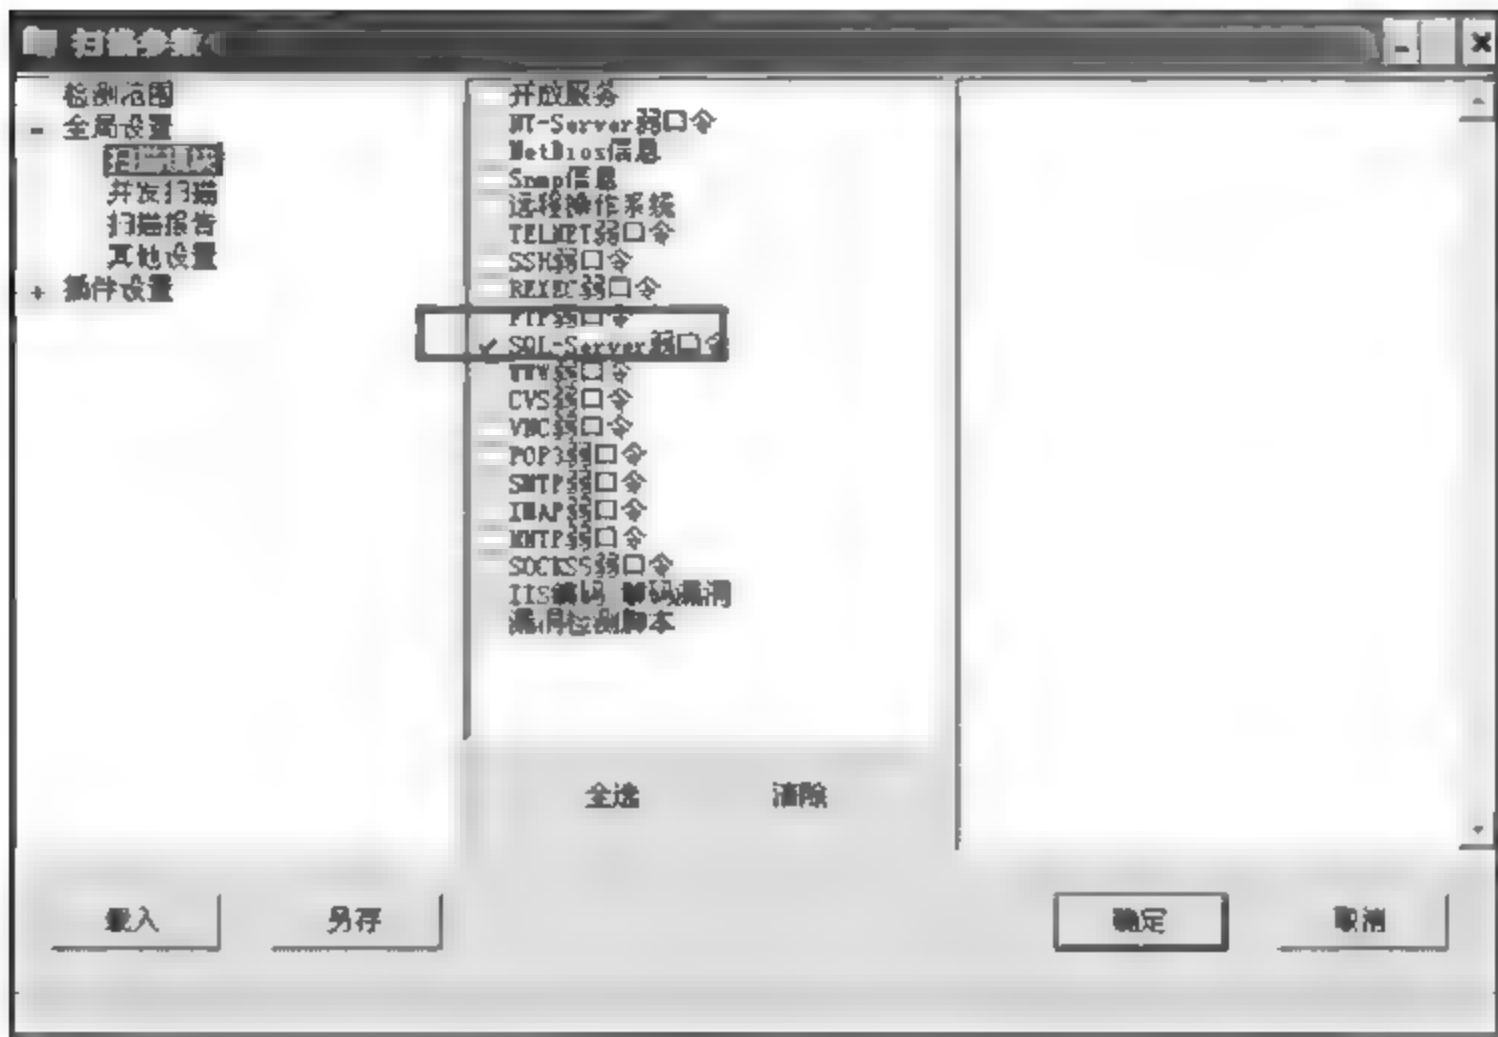 扫描参数
检测范围
全局设置
扫描模块
并发扫描
扫描报告
其他设置
插件设置
开放服务
NT-Server弱口令
NetBios信息
Snmp信息
远程操作系统
TELNET弱口令
SSH弱口令
REXEC弱口令
FTP弱口令
SQL-Server弱口令
WWW弱口令
CVS弱口令
VNC弱口令
POP3弱口令
SMTP弱口令
IMAP弱口令
NNTP弱口令
SOCKS5弱口令
IIS编码 解码漏洞
漏洞检测脚本
全选 清除
载入 另存 确定 取消